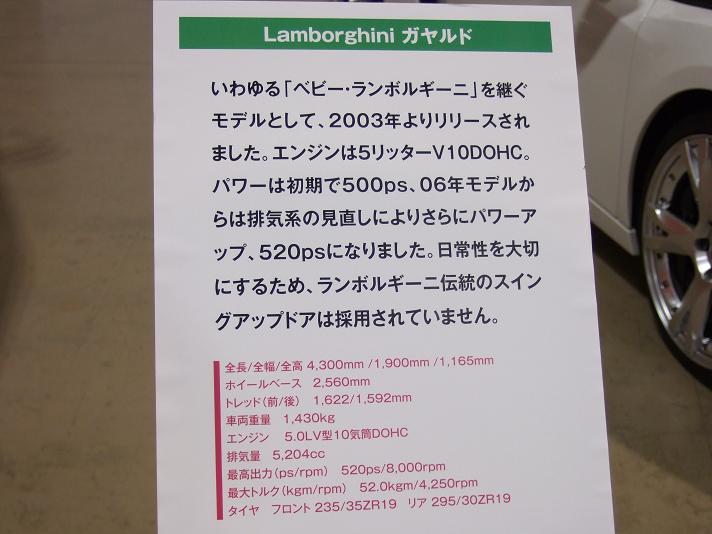 Lamborghini ガヤルド
いわゆる「ベビー・ランボルギーニ」を継ぐ
モデルとして、2003年よりリリースされ
ました。エンジンは5リッターV10DOHC。
パワーは初期で500ps、06年モデルか
らは排気系の見直しによりさらにパワーア
ップ、520psになりました。日常性を大切
にするため、ランボルギーニ伝統のスイン
グアップドアは採用されていません。
全長/全幅/全高 4,300mm /1,900mm /1,165mm
ホイールベース 2,560mm
トレッド(前/後) 1,622/1,592mm
車両重量 1,430kg
エンジン 5.0LV型10気筒DOHC
排気量 5,204cc
最高出力(ps/rpm) 520ps/8,000rpm
最大トルク(kgm/rpm) 52.0kgm/4,250rpm
タイヤ フロント 235/35ZR19 リア 295/30ZR19